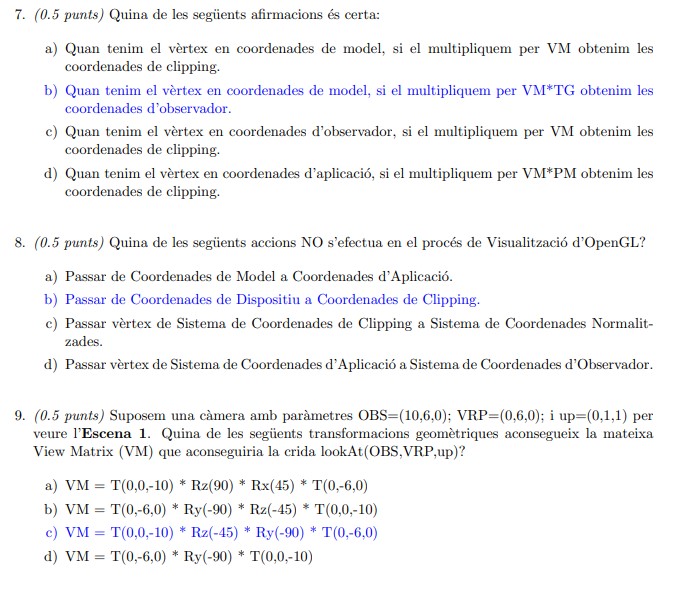 7. (0.5 punts) Quina de les següents afirmacions és certa:
a) Quan tenim el vèrtex en coordenades de model, si el multipliquem per VM obtenim les
coordenades de clipping.
b) Quan tenim el vèrtex en coordenades de model, si el multipliquem per VM*TG obtenim les
coordenades d'observador.
c) Quan tenim el vèrtex en coordenades d'observador, si el multipliquem per VM obtenim les
coordenades de clipping.
d) Quan tenim el vèrtex en coordenades d'aplicació, si el multipliquem per VM*PM obtenim les
coordenades de clipping.
8. (0.5 punts) Quina de les següents accions NO s'efectua en el procés de Visualització d'OpenGL?
a) Passar de Coordenades de Model a Coordenades d'Aplicació.
b) Passar de Coordenades de Dispositiu a Coordenades de Clipping.
c) Passar vèrtex de Sistema de Coordenades de Clipping a Sistema de Coordenades Normalit-
zades.
d) Passar vèrtex de Sistema de Coordenades d'Aplicació a Sistema de Coordenades d'Observador.
9. (0.5 punts) Suposem una càmera amb paràmetres OBS=(10,6,0); VRP=(0,6,0); i up=(0,1,1) per
veure l'Escena 1. Quina de les següents transformacions geomètriques aconsegueix la mateixa
View Matrix (VM) que aconseguiria la crida lookAt(OBS,VRP,up)?
a) VM = T(0,0,-10) * Rz(90) * Rx(45) * T(0,-6,0)
b) VM = T(0,-6,0) * Ry(-90) * Rz(-45) * T(0,0,-10)
c) VM = T(0,0,-10) * Rz(-45) * Ry(-90) * T(0,-6,0)
d) VM = T(0,-6,0) * Ry(-90) * T(0,0,-10)